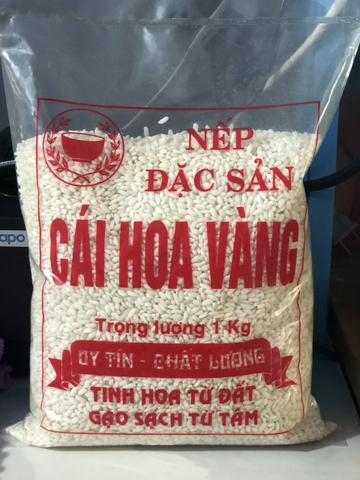 NẾP
ĐẶC SẢN
CÁI HOA VÀNG
Trọng lượng 1 Kg
UY TÍN - CHẤT LƯỢNG
TINH HOA TỪ ĐẤT
GẠO SẠCH TỪ TÂM
apo